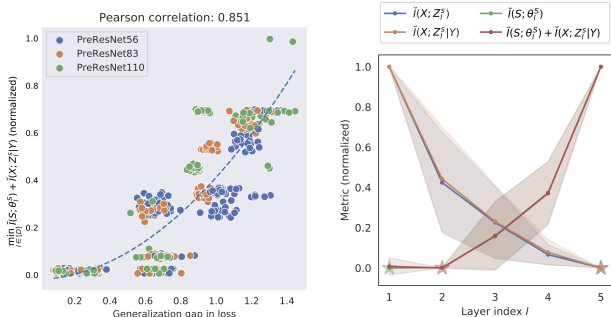 Pearson correlation: 0.851
PreResNet56
PreResNet83
PreResNet110
1.0
0.8
0.6
0.4
0.2
0.0
min l∈[D] Ĭ(S; θ_l^S) + Ĭ(X; Z_l^S|Y) (normalized)
0.2 0.4 0.6 0.8 1.0 1.2 1.4
Generalization gap in loss
Ĭ(X; Z_l^s)
Ĭ(X; Z_l^s|Y)
Ĭ(S; θ_l^S)
Ĭ(S; θ_l^S) + Ĭ(X; Z_l^s|Y)
1.0
0.8
0.6
0.4
0.2
0.0
Metric (normalized)
1 2 3 4 5
Layer index l